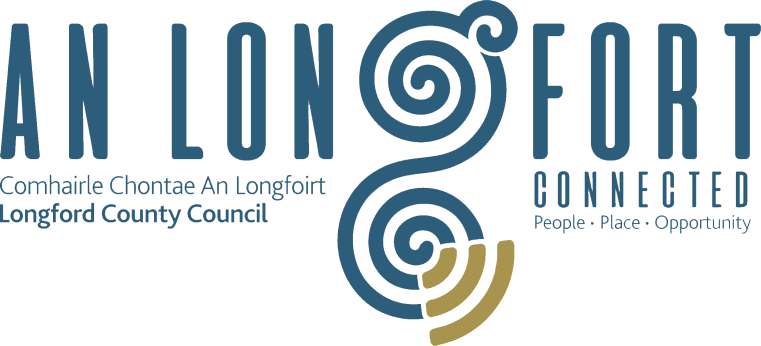 AN LONgFORT
Comhairle Chontae An Longfoirt
Longford County Council
CONNECTED
People • Place • Opportunity